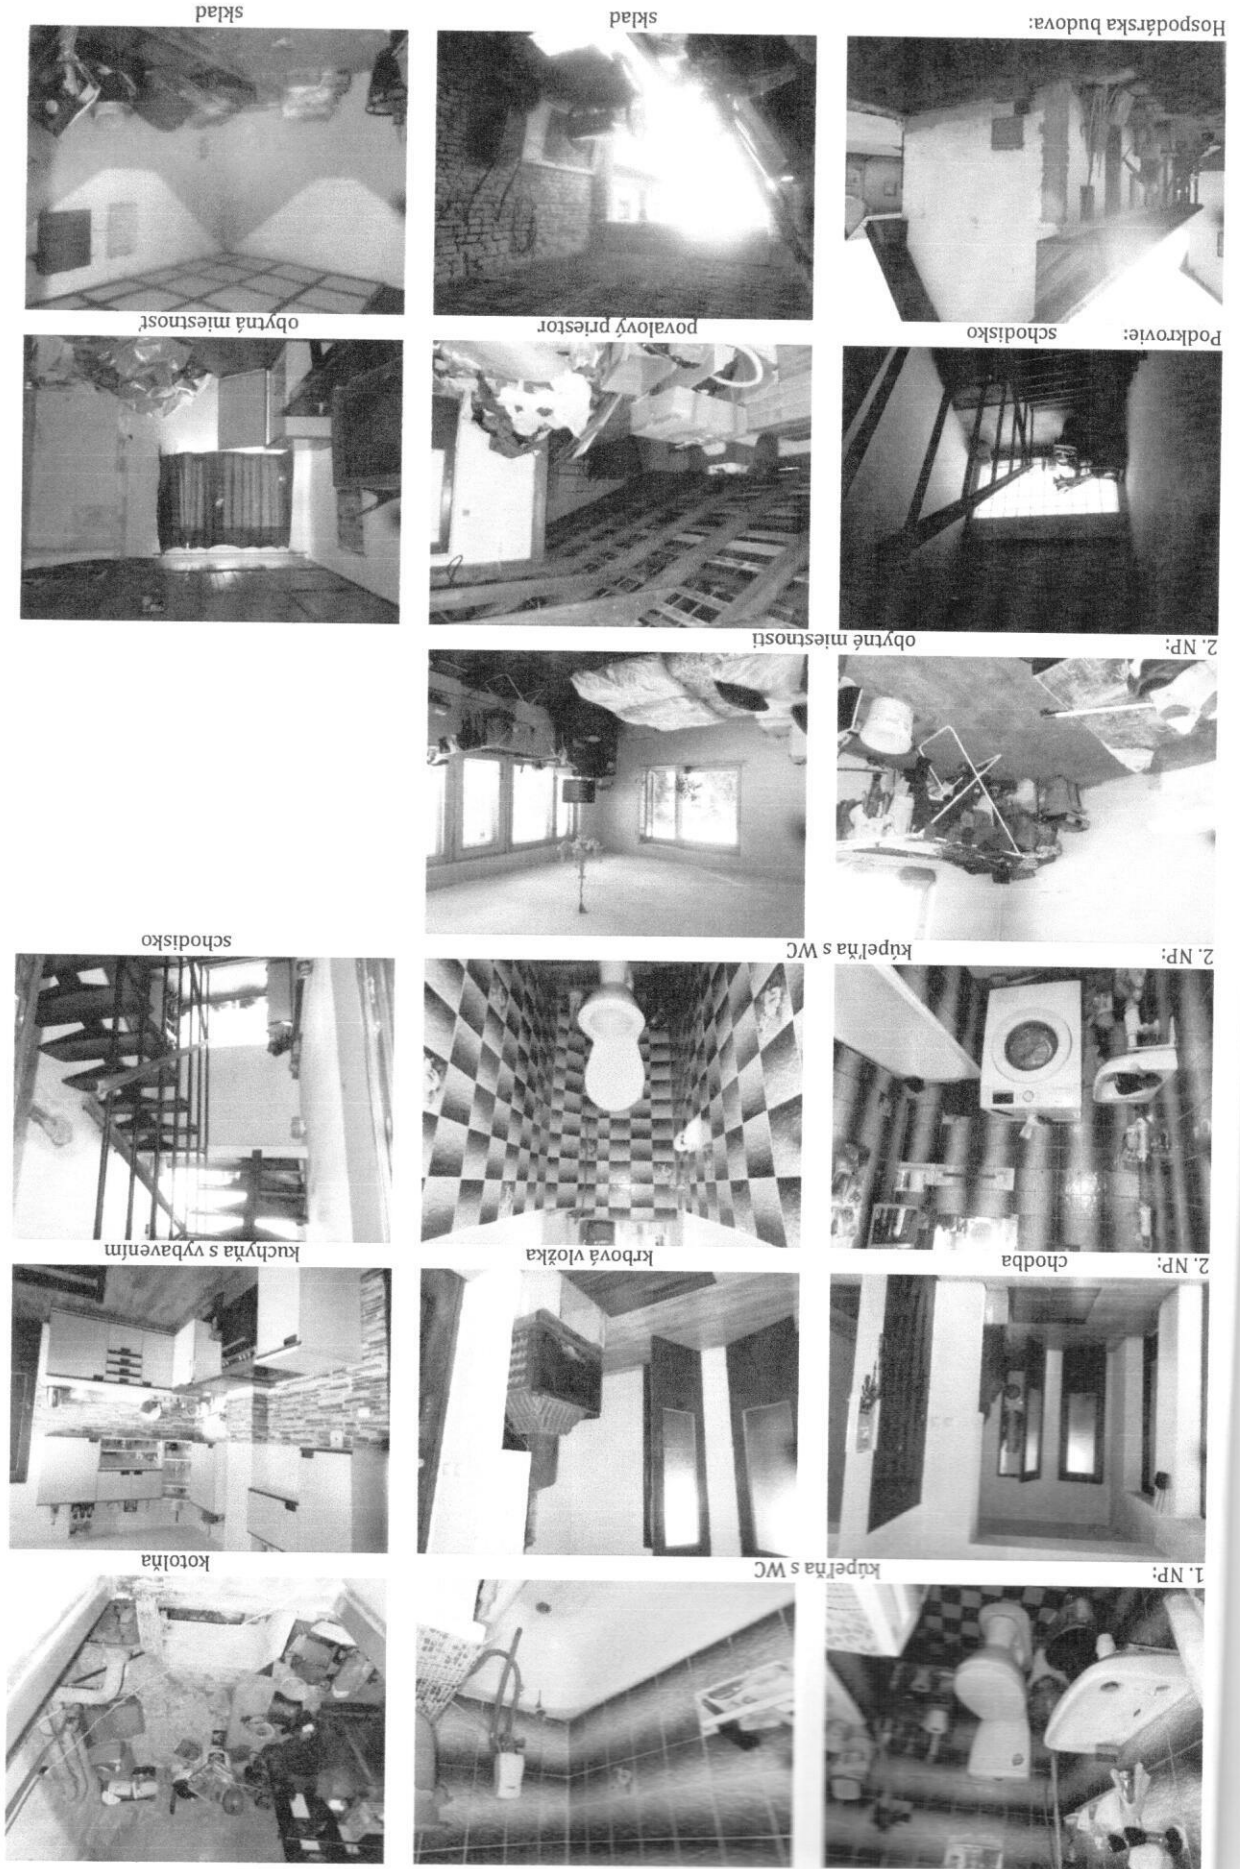 1. NP: kúpeľňa s WC kotolňa
2. NP: chodba krbová vložka kuchyňa s vybavením
2. NP: kúpeľňa s WC schodisko
2. NP: obytné miestnosti
Podkrovie: schodisko povalový priestor obytná miestnosť
Hospodárska budova: sklad sklad